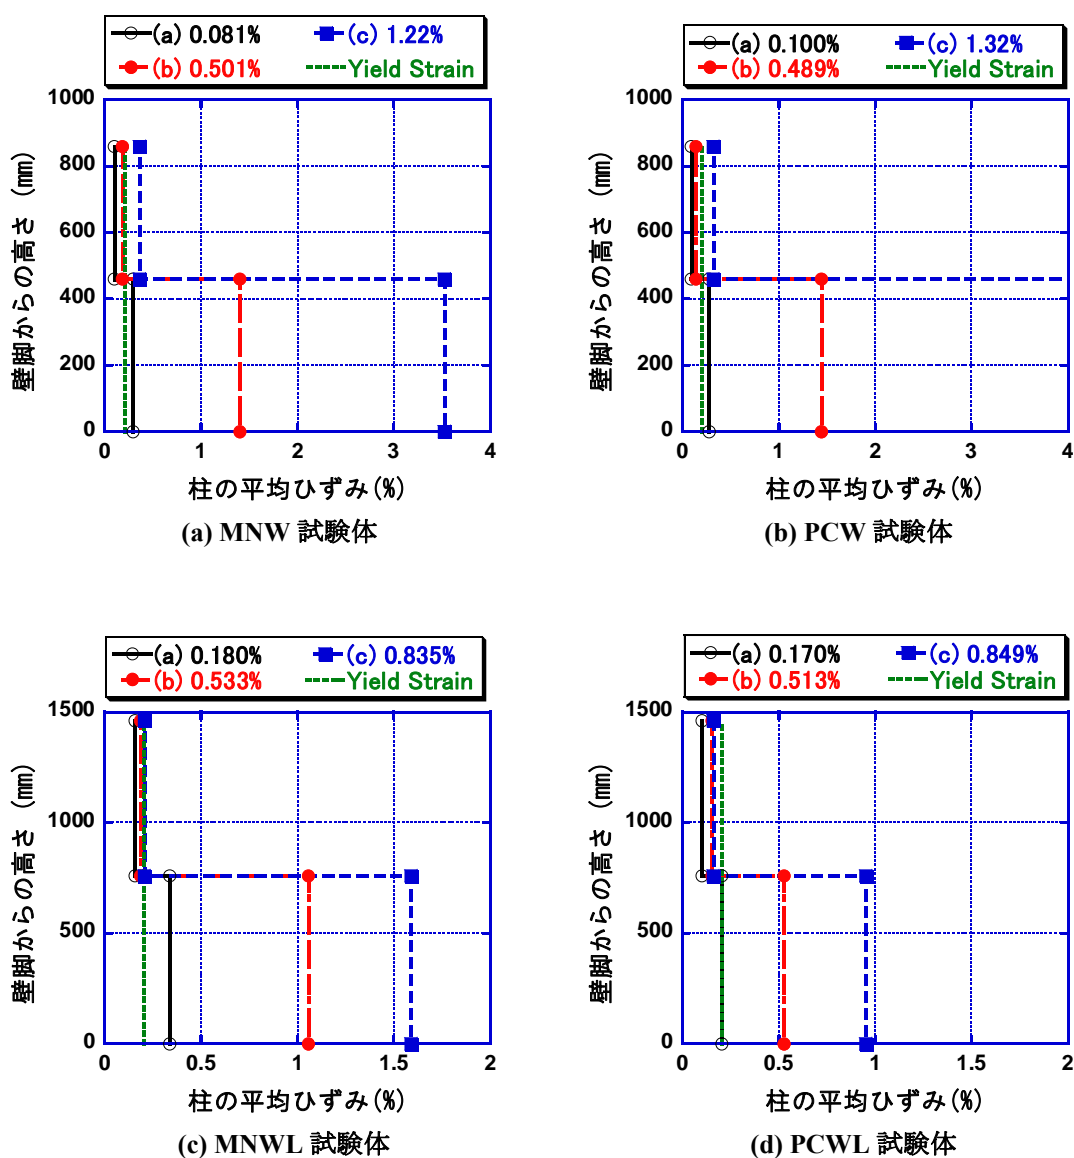 (a) 0.081% (c) 1.22%
(b) 0.501% Yield Strain
1000
800
600
400
200
0
0 1 2 3 4
壁脚からの高さ (mm)
柱の平均ひずみ(%)
(a) MNW 試験体
(a) 0.100% (c) 1.32%
(b) 0.489% Yield Strain
1000
800
600
400
200
0
0 1 2 3 4
壁脚からの高さ (mm)
柱の平均ひずみ(%)
(b) PCW 試験体
(a) 0.180% (c) 0.835%
(b) 0.533% Yield Strain
1500
1000
500
0
0 0.5 1 1.5 2
壁脚からの高さ (mm)
柱の平均ひずみ(%)
(c) MNWL 試験体
(a) 0.170% (c) 0.849%
(b) 0.513% Yield Strain
1500
1000
500
0
0 0.5 1 1.5 2
壁脚からの高さ (mm)
柱の平均ひずみ(%)
(d) PCWL 試験体